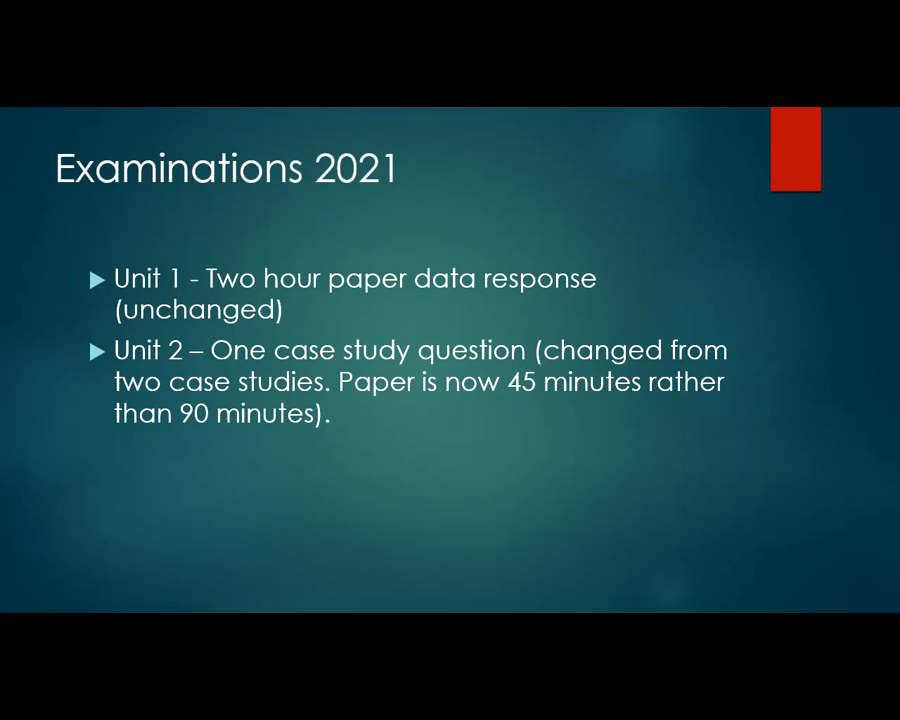 Examinations 2021
Unit 1 - Two hour paper data response
(unchanged)
Unit 2 – One case study question (changed from
two case studies. Paper is now 45 minutes rather
than 90 minutes).